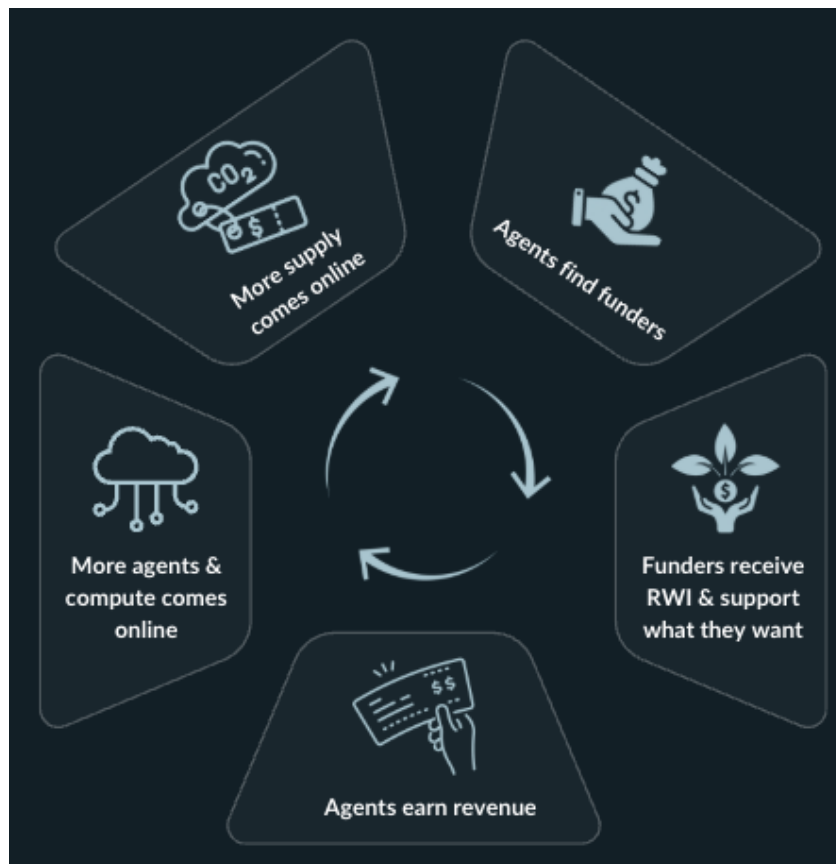 CO2
$
More supply
comes online
$
Agents find funders
$
Funders receive
RWI & support
what they want
$$
Agents earn revenue
More agents &
compute comes
online